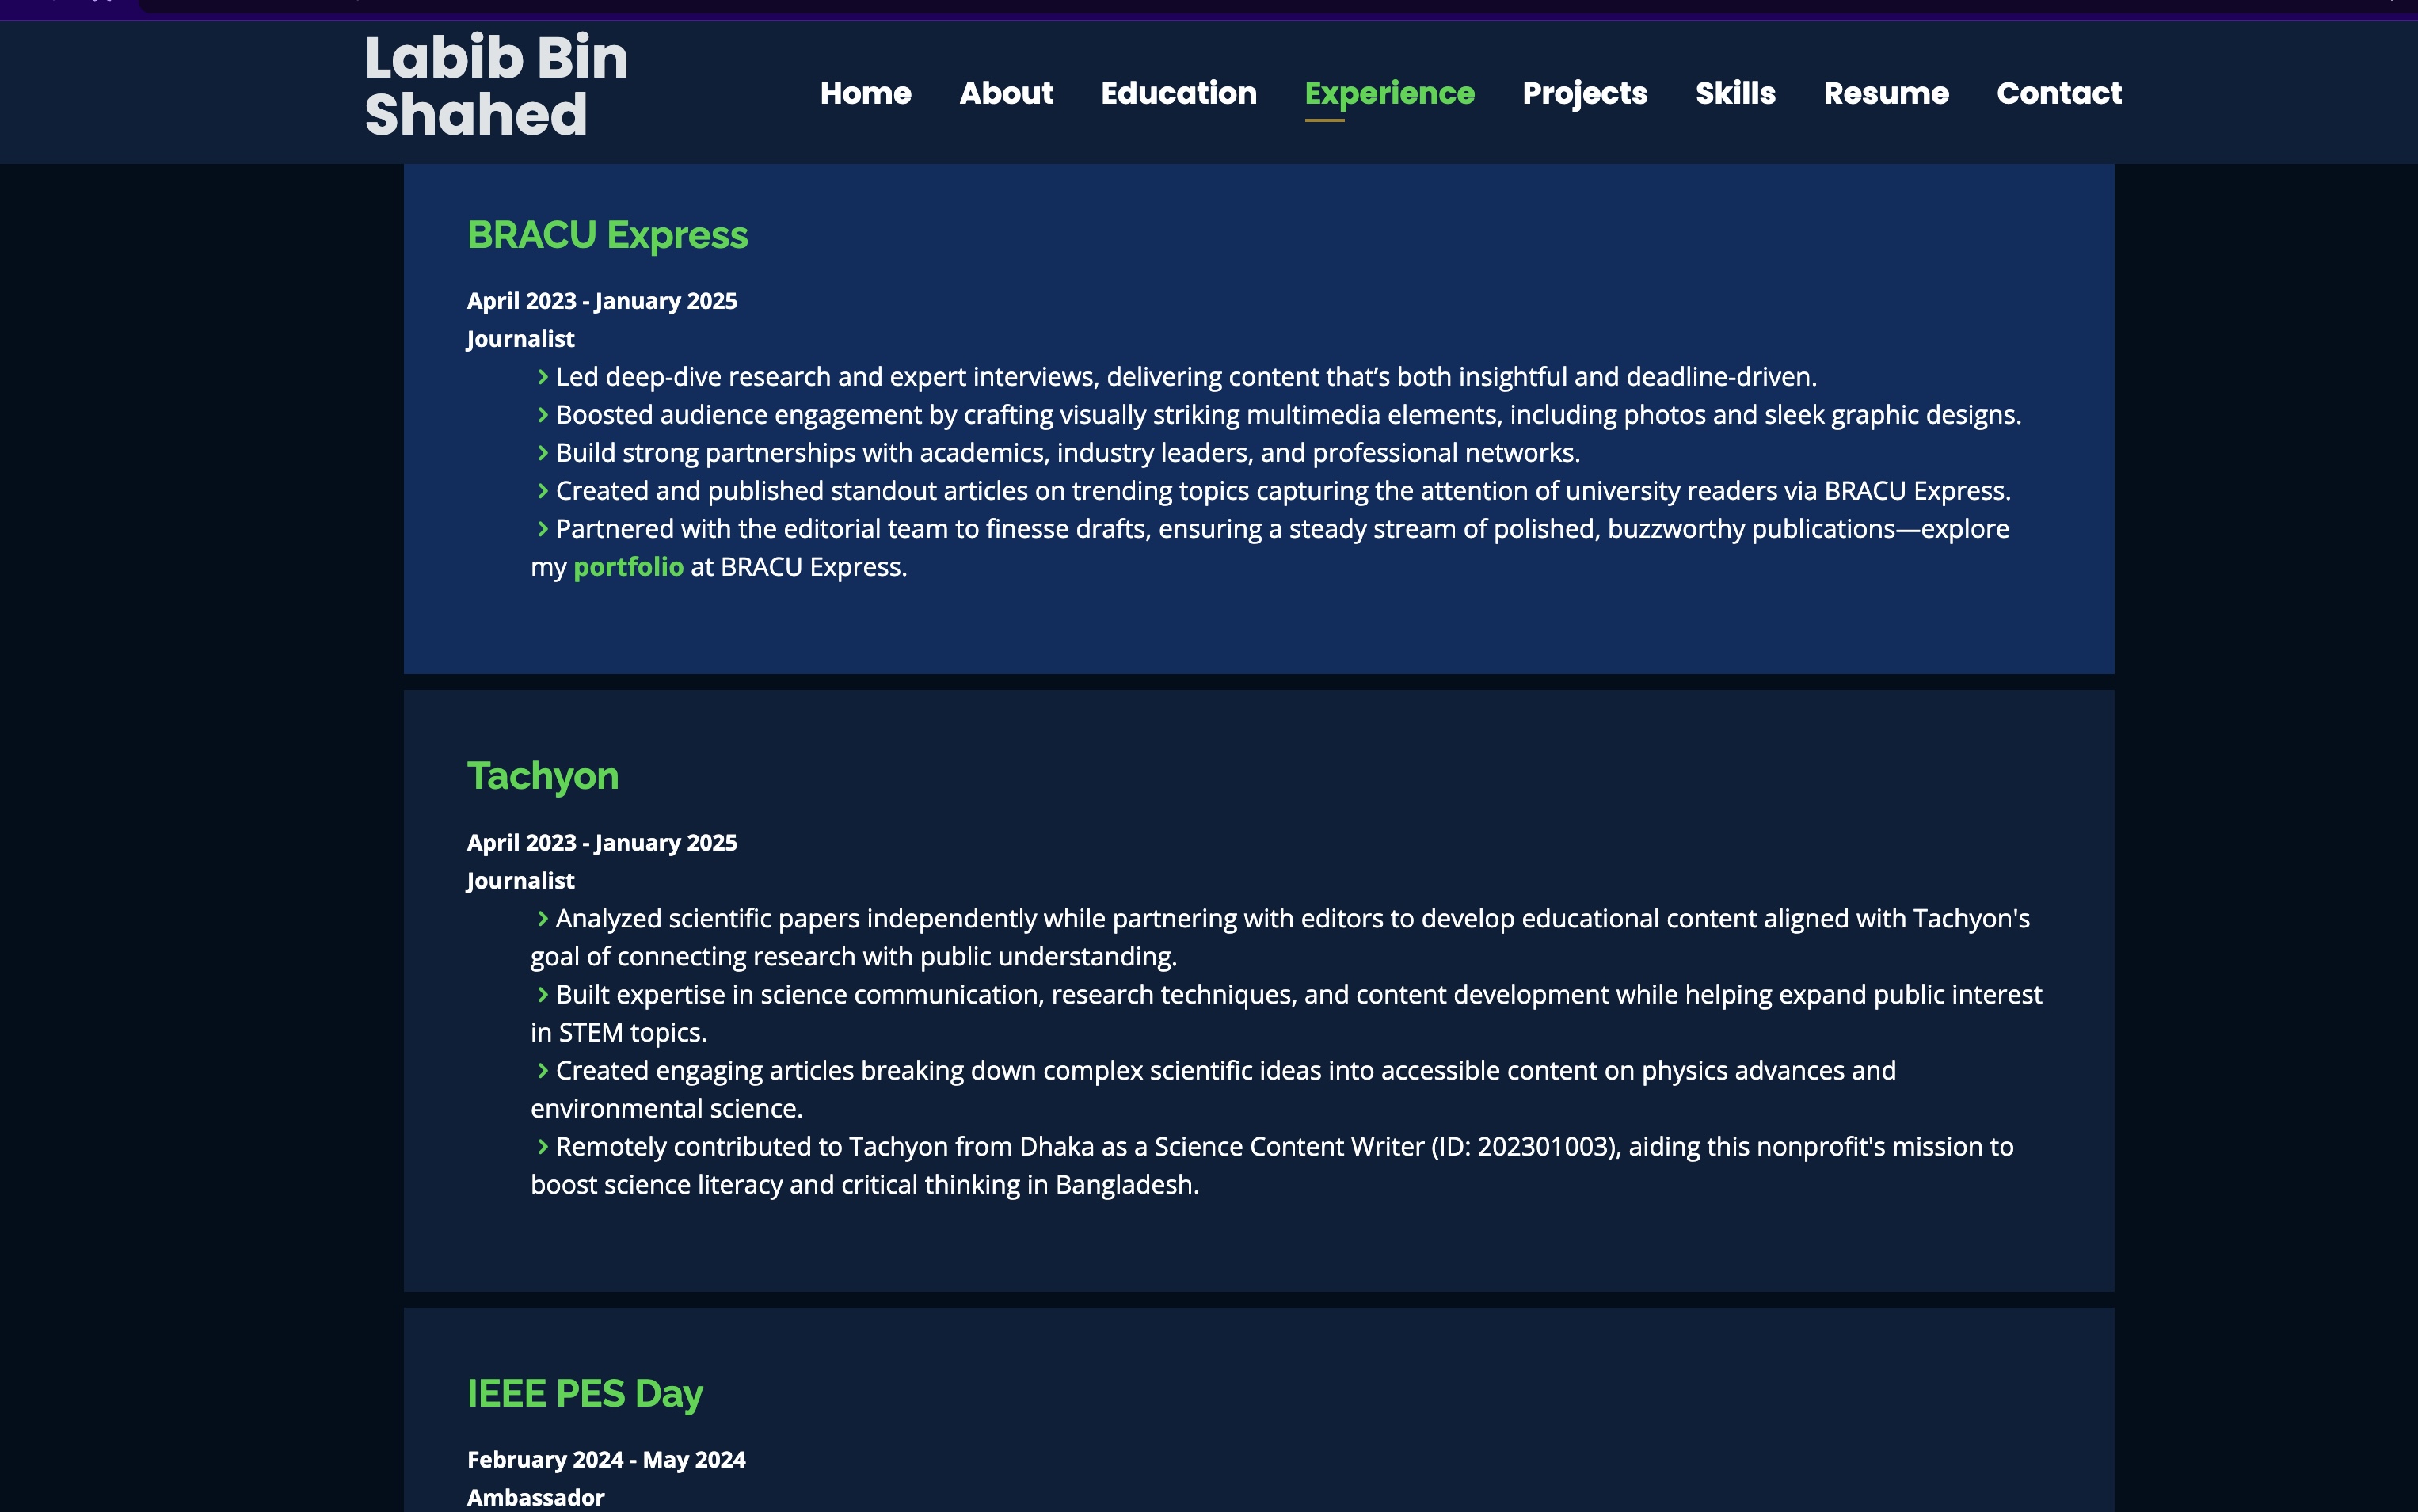 Labib Bin
Shahed
Home About Education Experience Projects Skills Resume Contact
BRACU Express
April 2023 - January 2025
Journalist
Led deep-dive research and expert interviews, delivering content that’s both insightful and deadline-driven.
Boosted audience engagement by crafting visually striking multimedia elements, including photos and sleek graphic designs.
Build strong partnerships with academics, industry leaders, and professional networks.
Created and published standout articles on trending topics capturing the attention of university readers via BRACU Express.
Partnered with the editorial team to finesse drafts, ensuring a steady stream of polished, buzzworthy publications—explore
my portfolio at BRACU Express.
Tachyon
April 2023 - January 2025
Journalist
Analyzed scientific papers independently while partnering with editors to develop educational content aligned with Tachyon's
goal of connecting research with public understanding.
Built expertise in science communication, research techniques, and content development while helping expand public interest
in STEM topics.
Created engaging articles breaking down complex scientific ideas into accessible content on physics advances and
environmental science.
Remotely contributed to Tachyon from Dhaka as a Science Content Writer (ID: 202301003), aiding this nonprofit's mission to
boost science literacy and critical thinking in Bangladesh.
IEEE PES Day
February 2024 - May 2024
Ambassador